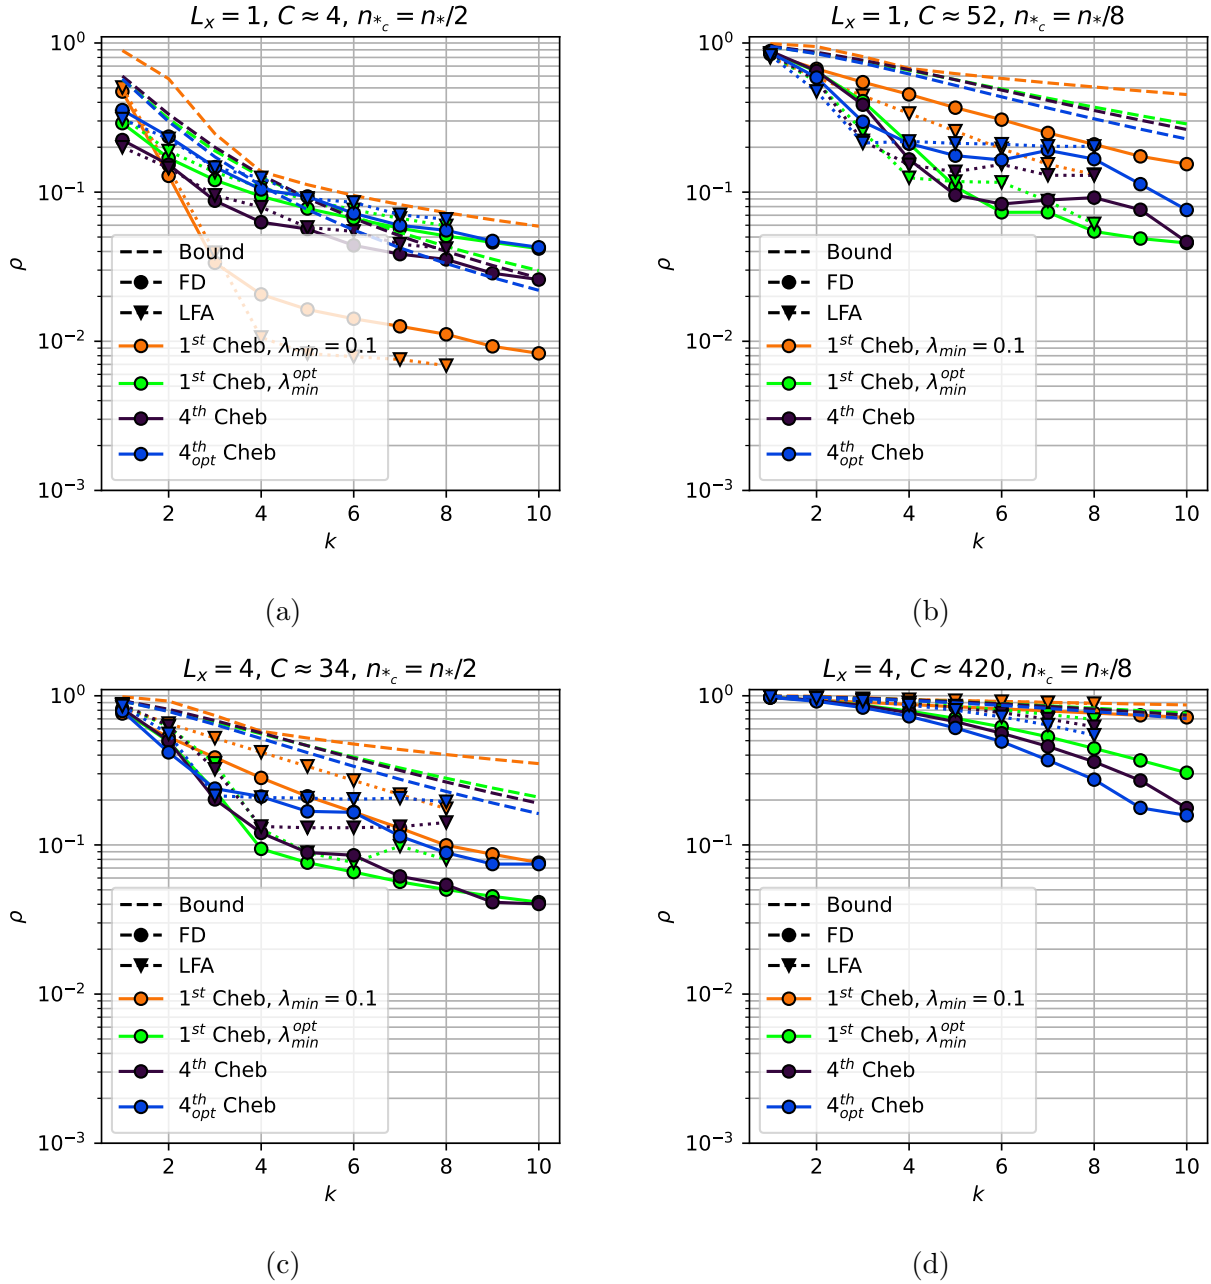 L_x = 1, C ≈ 4, n_{*_c} = n_*/2
10^0
10^{-1}
10^{-2}
10^{-3}
ρ
Bound
FD
LFA
1^{st} Cheb, λ_{min} = 0.1
1^{st} Cheb, λ_{min}^{opt}
4^{th} Cheb
4_{opt}^{th} Cheb
2 4 6 8 10
k
(a)
L_x = 1, C ≈ 52, n_{*_c} = n_*/8
10^0
10^{-1}
10^{-2}
10^{-3}
ρ
Bound
FD
LFA
1^{st} Cheb, λ_{min} = 0.1
1^{st} Cheb, λ_{min}^{opt}
4^{th} Cheb
4_{opt}^{th} Cheb
2 4 6 8 10
k
(b)
L_x = 4, C ≈ 34, n_{*_c} = n_*/2
10^0
10^{-1}
10^{-2}
10^{-3}
ρ
Bound
FD
LFA
1^{st} Cheb, λ_{min} = 0.1
1^{st} Cheb, λ_{min}^{opt}
4^{th} Cheb
4_{opt}^{th} Cheb
2 4 6 8 10
k
(c)
L_x = 4, C ≈ 420, n_{*_c} = n_*/8
10^0
10^{-1}
10^{-2}
10^{-3}
ρ
Bound
FD
LFA
1^{st} Cheb, λ_{min} = 0.1
1^{st} Cheb, λ_{min}^{opt}
4^{th} Cheb
4_{opt}^{th} Cheb
2 4 6 8 10
k
(d)